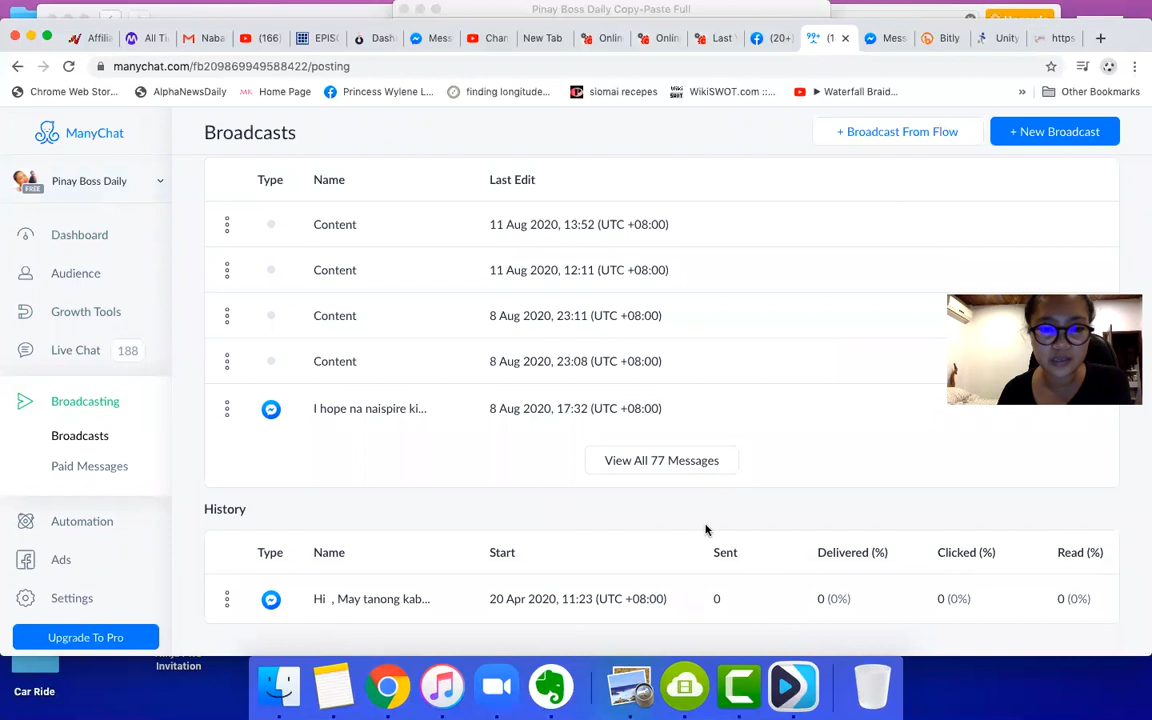 Pinay Boss Daily Copy-Paste Full
Affilia
All Ti
Naba
(166)
EPISO
Dash
Mess
Chan
New Tab
Onlin
Onlin
Last
(20+)
99+
(1
Mess
Bitly
Unity
https
manychat.com/fb209869949588422/posting
Chrome Web Stor...
AlphaNewsDaily
Home Page
Princess Wylene L...
finding longitude...
siomai recepes
WikiSWOT.com ::...
► Waterfall Braid...
»
Other Bookmarks
ManyChat
Broadcasts
+ Broadcast From Flow
+ New Broadcast
Pinay Boss Daily
FREE
Type Name Last Edit
Dashboard
Content 11 Aug 2020, 13:52 (UTC +08:00)
Audience
Content 11 Aug 2020, 12:11 (UTC +08:00)
Growth Tools
Content 8 Aug 2020, 23:11 (UTC +08:00)
Live Chat 188
Content 8 Aug 2020, 23:08 (UTC +08:00)
Broadcasting
I hope na naispire ki... 8 Aug 2020, 17:32 (UTC +08:00)
Broadcasts
Paid Messages
View All 77 Messages
History
Automation
Type Name Start Sent Delivered (%) Clicked (%) Read (%)
Ads
Settings
Hi , May tanong kab... 20 Apr 2020, 11:23 (UTC +08:00) 0 0 (0%) 0 (0%) 0 (0%)
Upgrade To Pro
Invitation
Car Ride